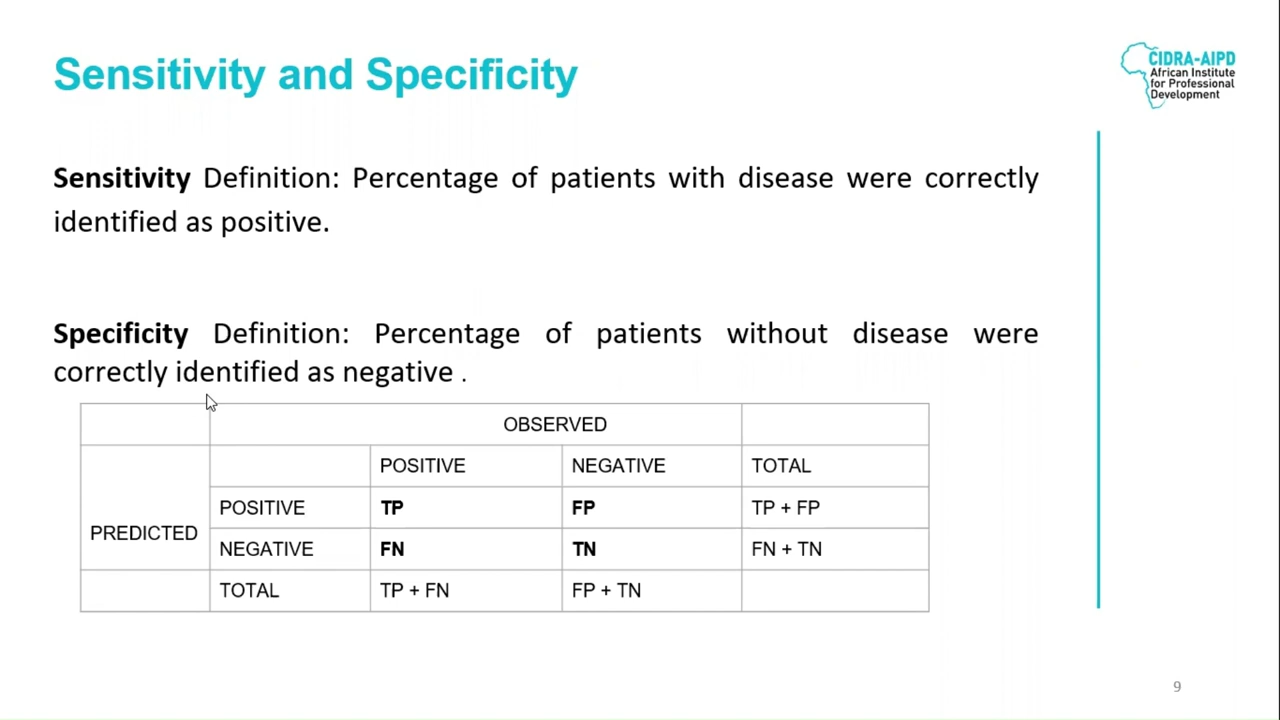 Sensitivity and Specificity
CIDRA-AIPD
African Institute
for Professional
Development
Sensitivity Definition: Percentage of patients with disease were correctly
identified as positive.
Specificity Definition: Percentage of patients without disease were
correctly identified as negative .
OBSERVED
POSITIVE NEGATIVE TOTAL
PREDICTED
POSITIVE TP FP TP + FP
NEGATIVE FN TN FN + TN
TOTAL TP + FN FP + TN
9